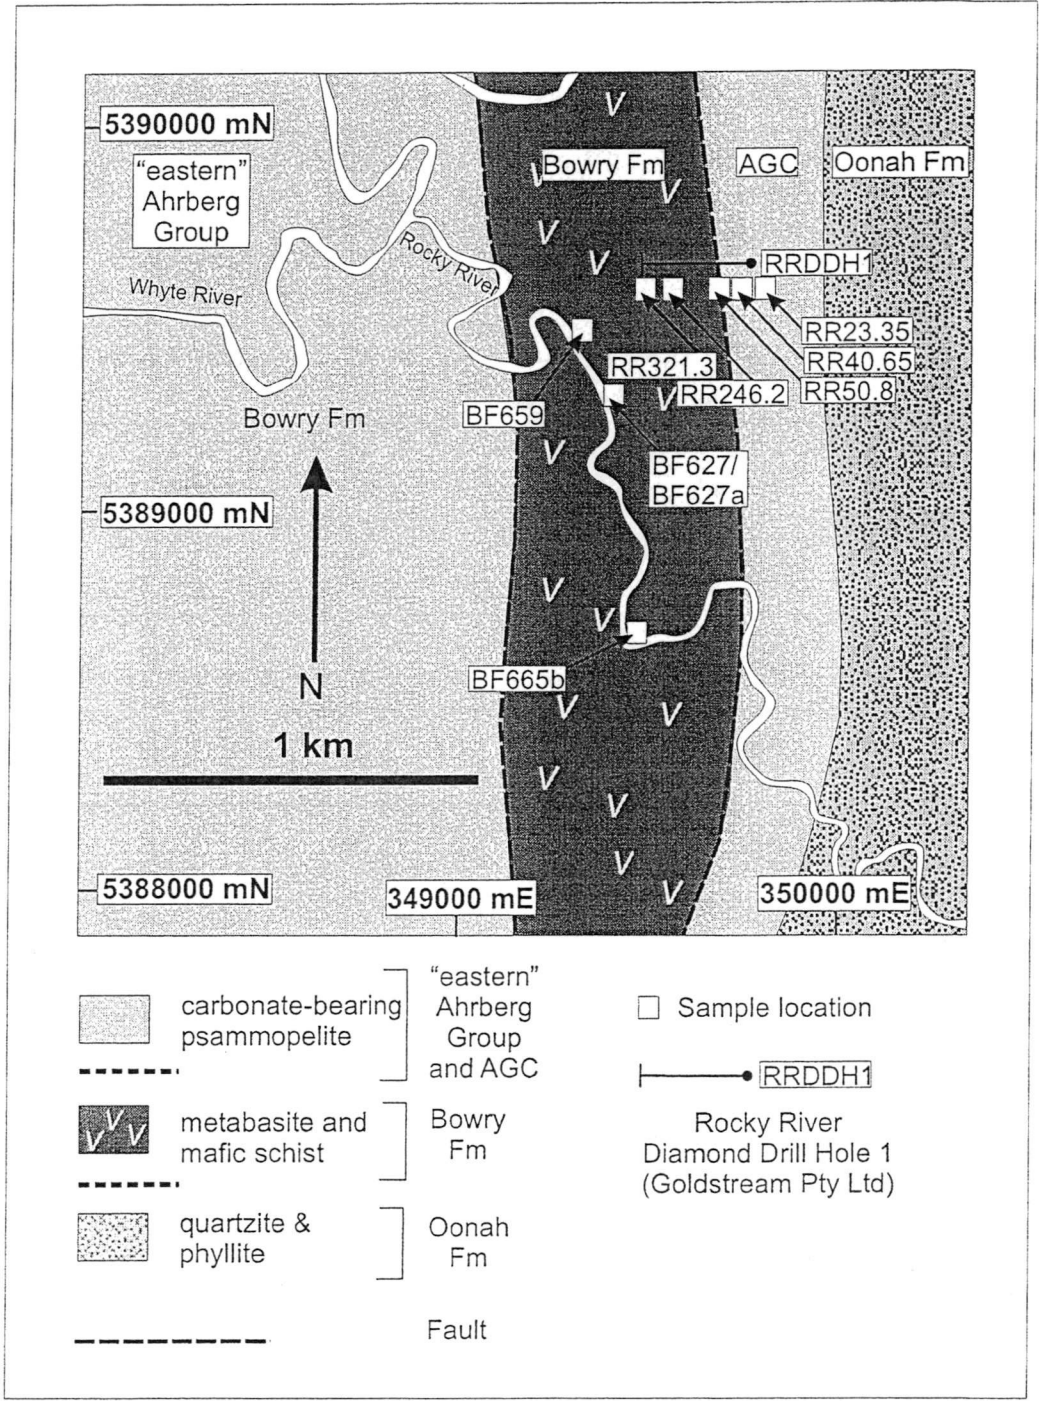 5390000 mN
"eastern"
Ahrberg
Group
Bowry Fm
AGC
Oonah Fm
Rocky River
Whyte River
RRDDH1
RR23.35
RR321.3
RR40.65
RR246.2
RR50.8
BF659
Bowry Fm
BF627/
BF627a
5389000 mN
BF665b
N
1 km
5388000 mN
349000 mE
350000 mE
carbonate-bearing
psammopelite
"eastern"
Ahrberg
Group
and AGC
Sample location
RRDDH1
metabasite and
mafic schist
Bowry
Fm
Rocky River
Diamond Drill Hole 1
(Goldstream Pty Ltd)
quartzite &
phyllite
Oonah
Fm
Fault